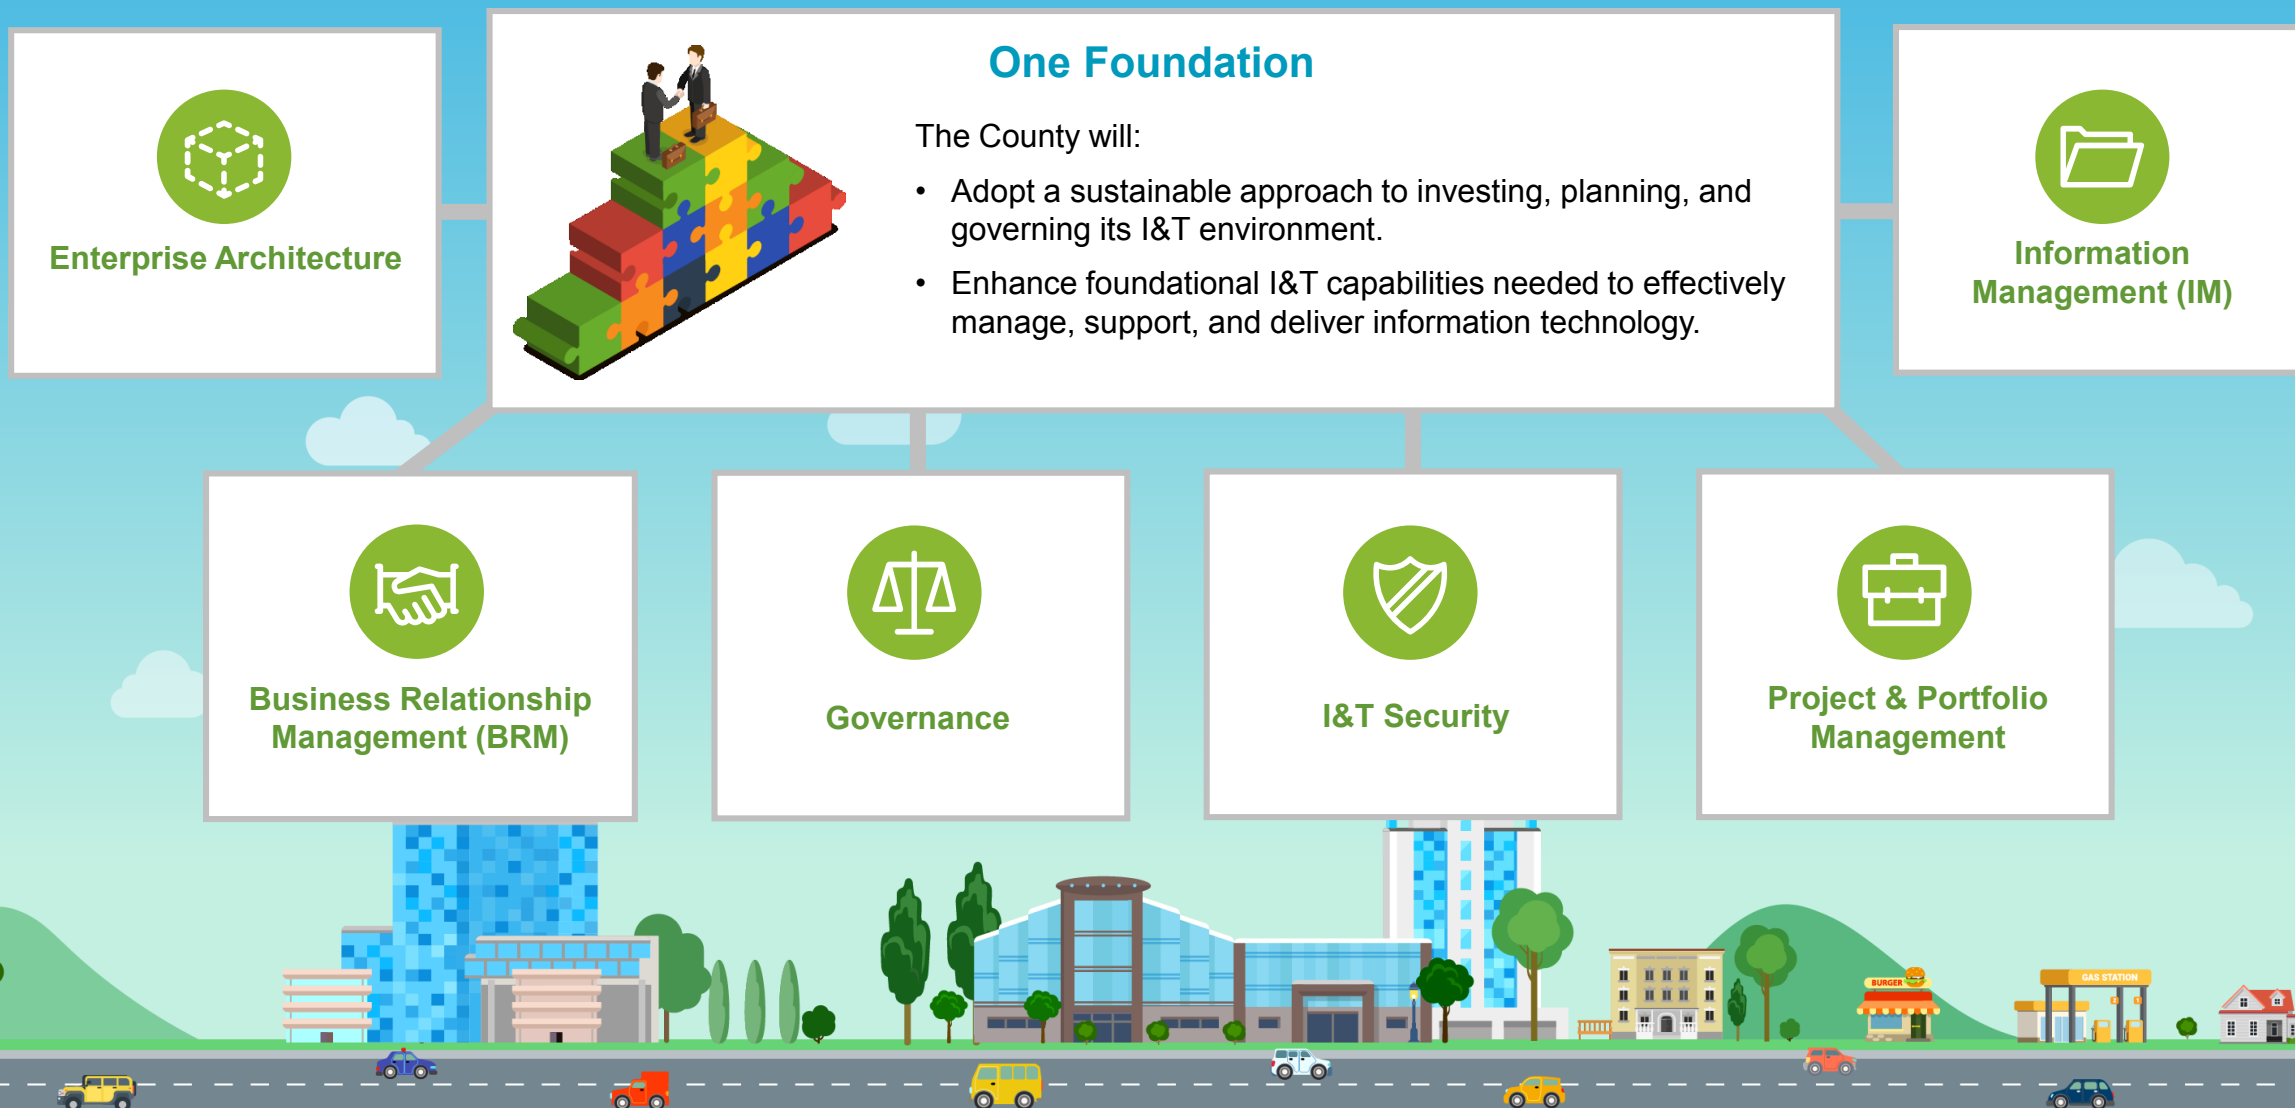 One Foundation
The County will:
• Adopt a sustainable approach to investing, planning, and
governing its I&T environment.
• Enhance foundational I&T capabilities needed to effectively
manage, support, and deliver information technology.
Enterprise Architecture
Information
Management (IM)
Business Relationship
Management (BRM)
Governance
I&T Security
Project & Portfolio
Management
BURGER
GAS STATION